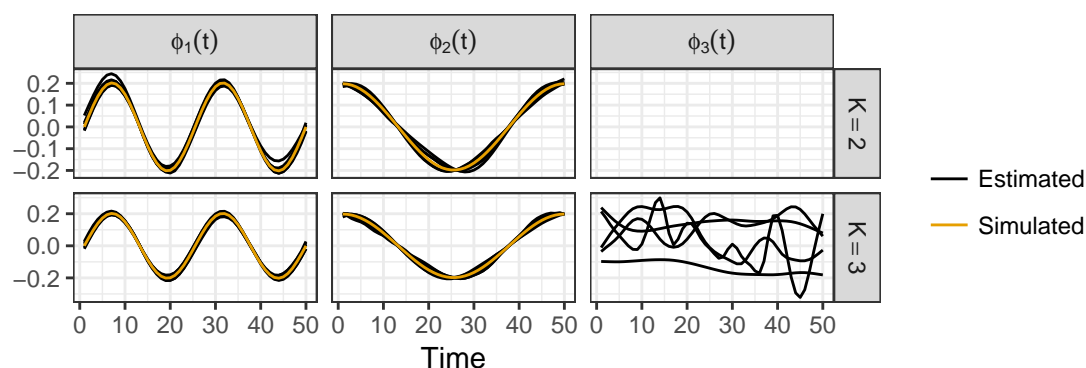 ϕ₁(t) ϕ₂(t) ϕ₃(t)
0.2
0.1
0.0
−0.1
−0.2
K = 2
0.2
0.0
−0.2
K = 3
0 10 20 30 40 50 0 10 20 30 40 50 0 10 20 30 40 50
Time
Estimated
Simulated